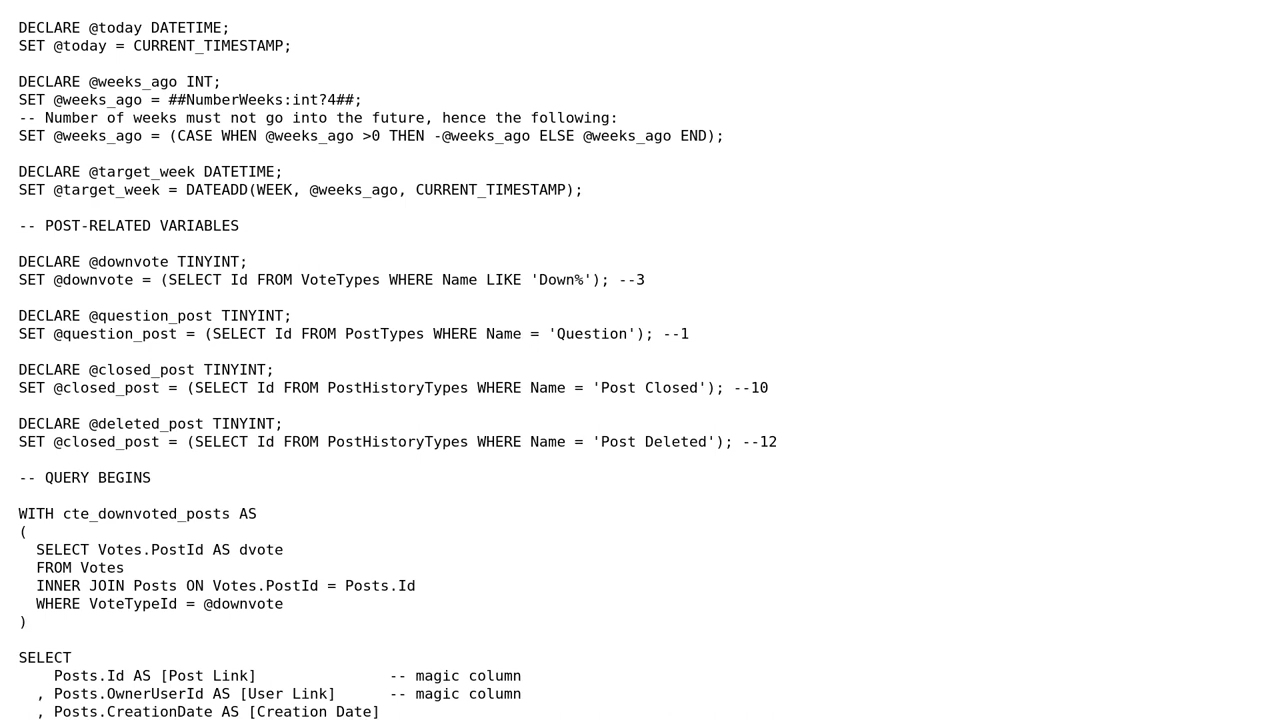 DECLARE @today DATETIME;
SET @today = CURRENT_TIMESTAMP;

DECLARE @weeks_ago INT;
SET @weeks_ago = ##NumberWeeks:int?4##;
-- Number of weeks must not go into the future, hence the following:
SET @weeks_ago = (CASE WHEN @weeks_ago >0 THEN -@weeks_ago ELSE @weeks_ago END);

DECLARE @target_week DATETIME;
SET @target_week = DATEADD(WEEK, @weeks_ago, CURRENT_TIMESTAMP);

-- POST-RELATED VARIABLES

DECLARE @downvote TINYINT;
SET @downvote = (SELECT Id FROM VoteTypes WHERE Name LIKE 'Down%'); --3

DECLARE @question_post TINYINT;
SET @question_post = (SELECT Id FROM PostTypes WHERE Name = 'Question'); --1

DECLARE @closed_post TINYINT;
SET @closed_post = (SELECT Id FROM PostHistoryTypes WHERE Name = 'Post Closed'); --10

DECLARE @deleted_post TINYINT;
SET @closed_post = (SELECT Id FROM PostHistoryTypes WHERE Name = 'Post Deleted'); --12

-- QUERY BEGINS

WITH cte_downvoted_posts AS
(
  SELECT Votes.PostId AS dvote
  FROM Votes
  INNER JOIN Posts ON Votes.PostId = Posts.Id
  WHERE VoteTypeId = @downvote
)

SELECT
    Posts.Id AS [Post Link]               -- magic column
  , Posts.OwnerUserId AS [User Link]      -- magic column
  , Posts.CreationDate AS [Creation Date]